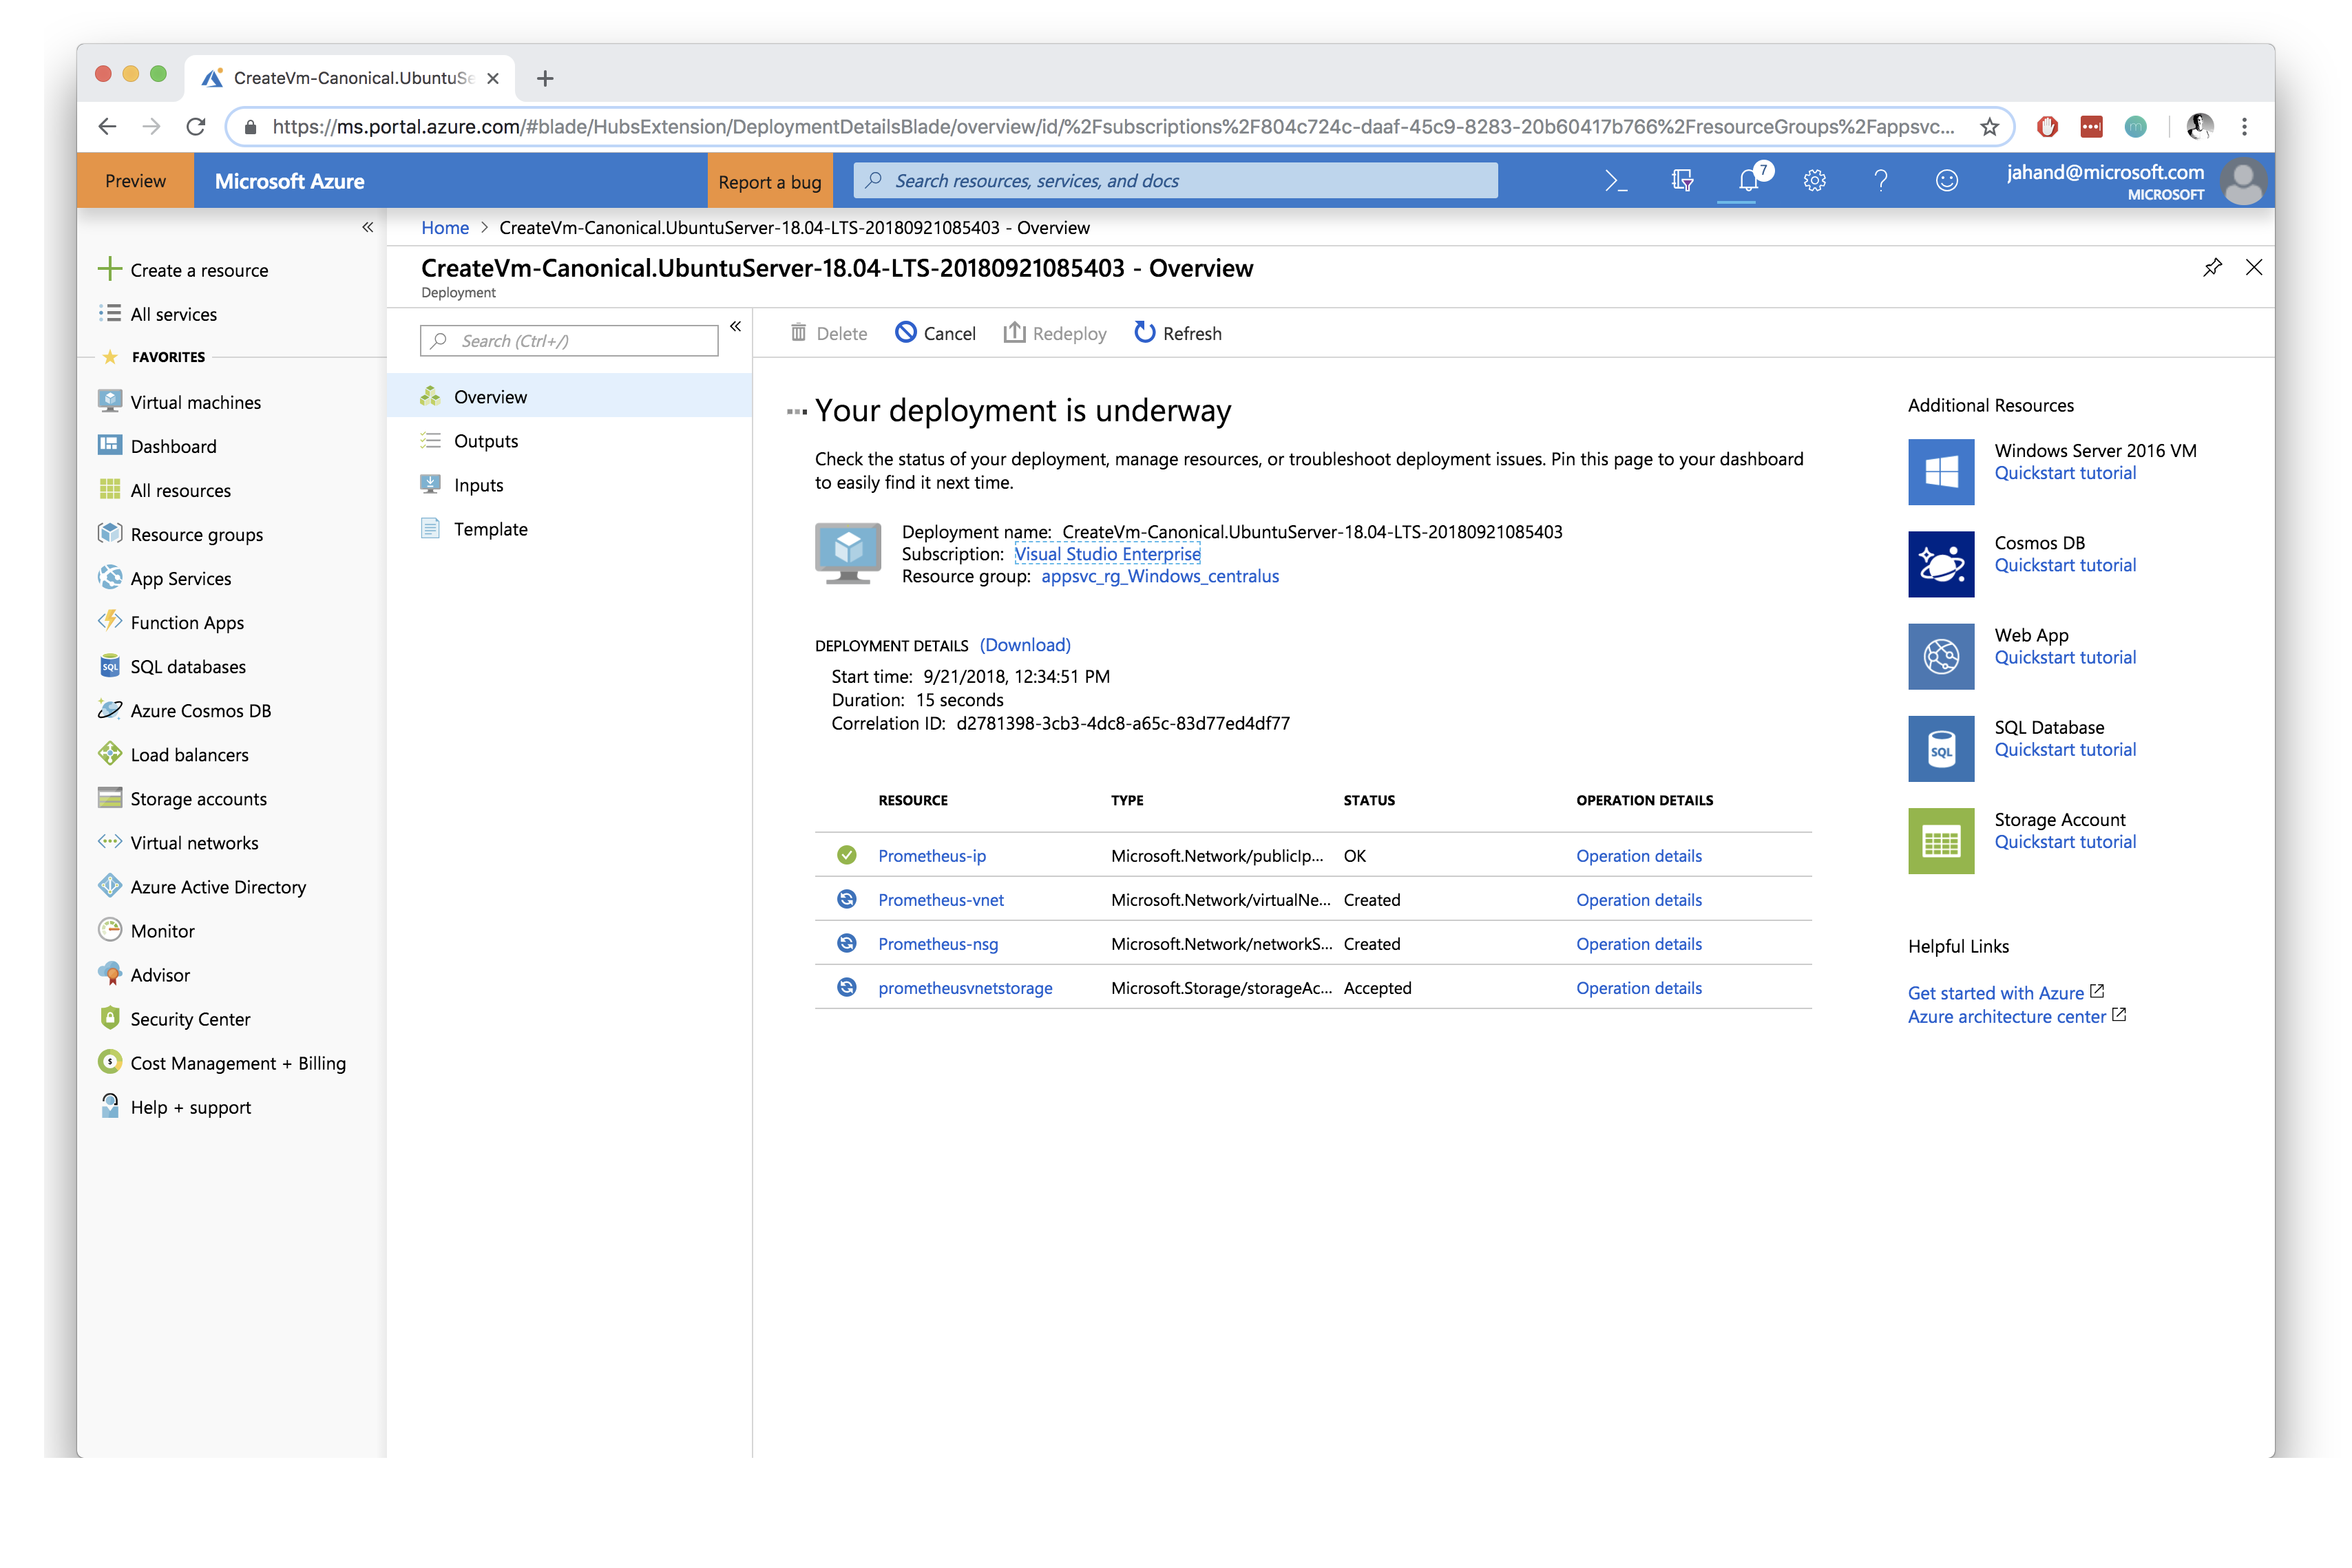 CreateVm-Canonical.UbuntuSe
https://ms.portal.azure.com/#blade/HubsExtension/DeploymentDetailsBlade/overview/id/%2Fsubscriptions%2F804c724c-daaf-45c9-8283-20b60417b766%2FresourceGroups%2Fappsvc...
m
Preview
Microsoft Azure
Report a bug
Search resources, services, and docs
7
jahand@microsoft.com
MICROSOFT
Create a resource
All services
FAVORITES
Virtual machines
Dashboard
All resources
Resource groups
App Services
Function Apps
SQL
SQL databases
Azure Cosmos DB
Load balancers
Storage accounts
Virtual networks
Azure Active Directory
Monitor
Advisor
Security Center
Cost Management + Billing
Help + support
Home > CreateVm-Canonical.UbuntuServer-18.04-LTS-20180921085403 - Overview
CreateVm-Canonical.UbuntuServer-18.04-LTS-20180921085403 - Overview
Deployment
Search (Ctrl+/)
Overview
Outputs
Inputs
Template
Delete
Cancel
Redeploy
Refresh
Your deployment is underway
Check the status of your deployment, manage resources, or troubleshoot deployment issues. Pin this page to your dashboard
to easily find it next time.
Deployment name: CreateVm-Canonical.UbuntuServer-18.04-LTS-20180921085403
Subscription: Visual Studio Enterprise
Resource group: appsvc_rg_Windows_centralus
DEPLOYMENT DETAILS (Download)
Start time: 9/21/2018, 12:34:51 PM
Duration: 15 seconds
Correlation ID: d2781398-3cb3-4dc8-a65c-83d77ed4df77
RESOURCE TYPE STATUS OPERATION DETAILS
Prometheus-ip Microsoft.Network/publicIp... OK Operation details
Prometheus-vnet Microsoft.Network/virtualNe... Created Operation details
Prometheus-nsg Microsoft.Network/networkS... Created Operation details
prometheusvnetstorage Microsoft.Storage/storageAc... Accepted Operation details
Additional Resources
Windows Server 2016 VM
Quickstart tutorial
Cosmos DB
Quickstart tutorial
Web App
Quickstart tutorial
SQL
SQL Database
Quickstart tutorial
Storage Account
Quickstart tutorial
Helpful Links
Get started with Azure
Azure architecture center